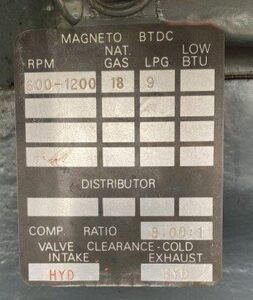 MAGNETO BTDC
NAT. LOW
RPM GAS LPG BTU
600-1200 18 9
DISTRIBUTOR
COMP. RATIO 9.00:1
VALVE CLEARANCE-COLD
INTAKE EXHAUST
HYD HYD